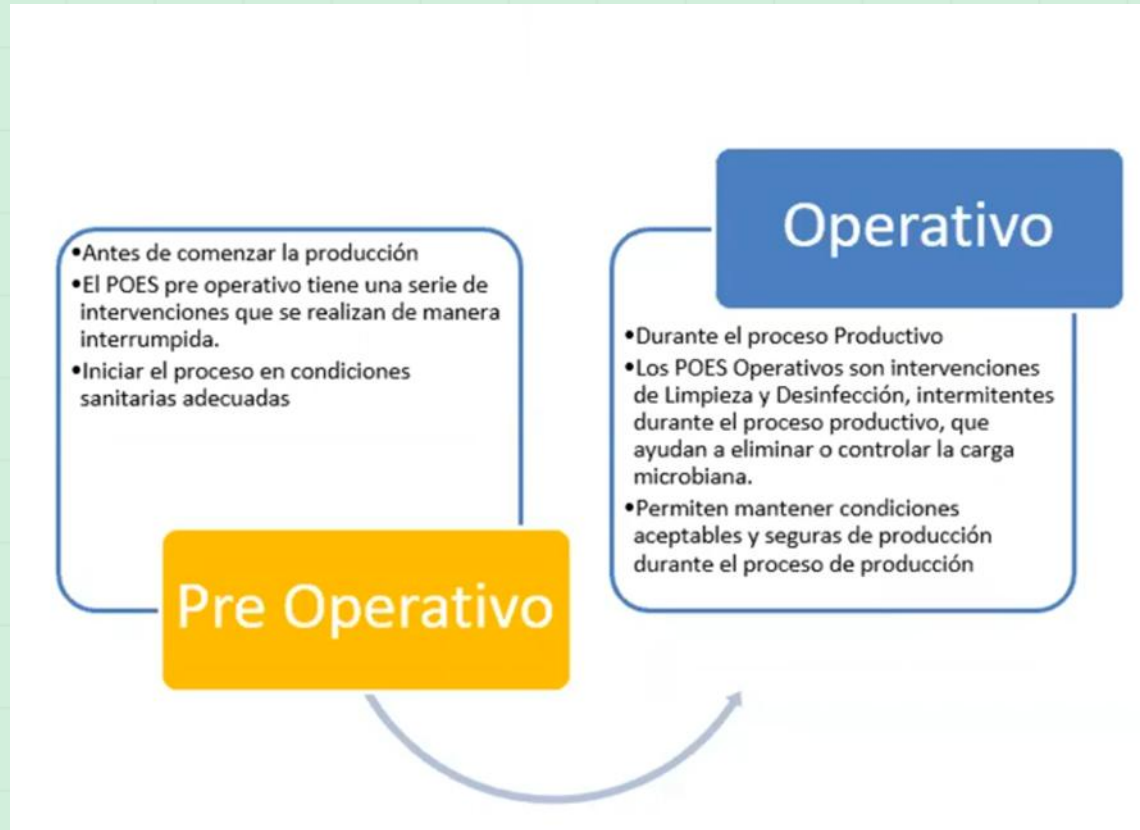 •Antes de comenzar la producción
•El POES pre operativo tiene una serie de
intervenciones que se realizan de manera
interrumpida.
•Iniciar el proceso en condiciones
sanitarias adecuadas
Pre Operativo
Operativo
•Durante el proceso Productivo
•Los POES Operativos son intervenciones
de Limpieza y Desinfección, intermitentes
durante el proceso productivo, que
ayudan a eliminar o controlar la carga
microbiana.
•Permiten mantener condiciones
aceptables y seguras de producción
durante el proceso de producción